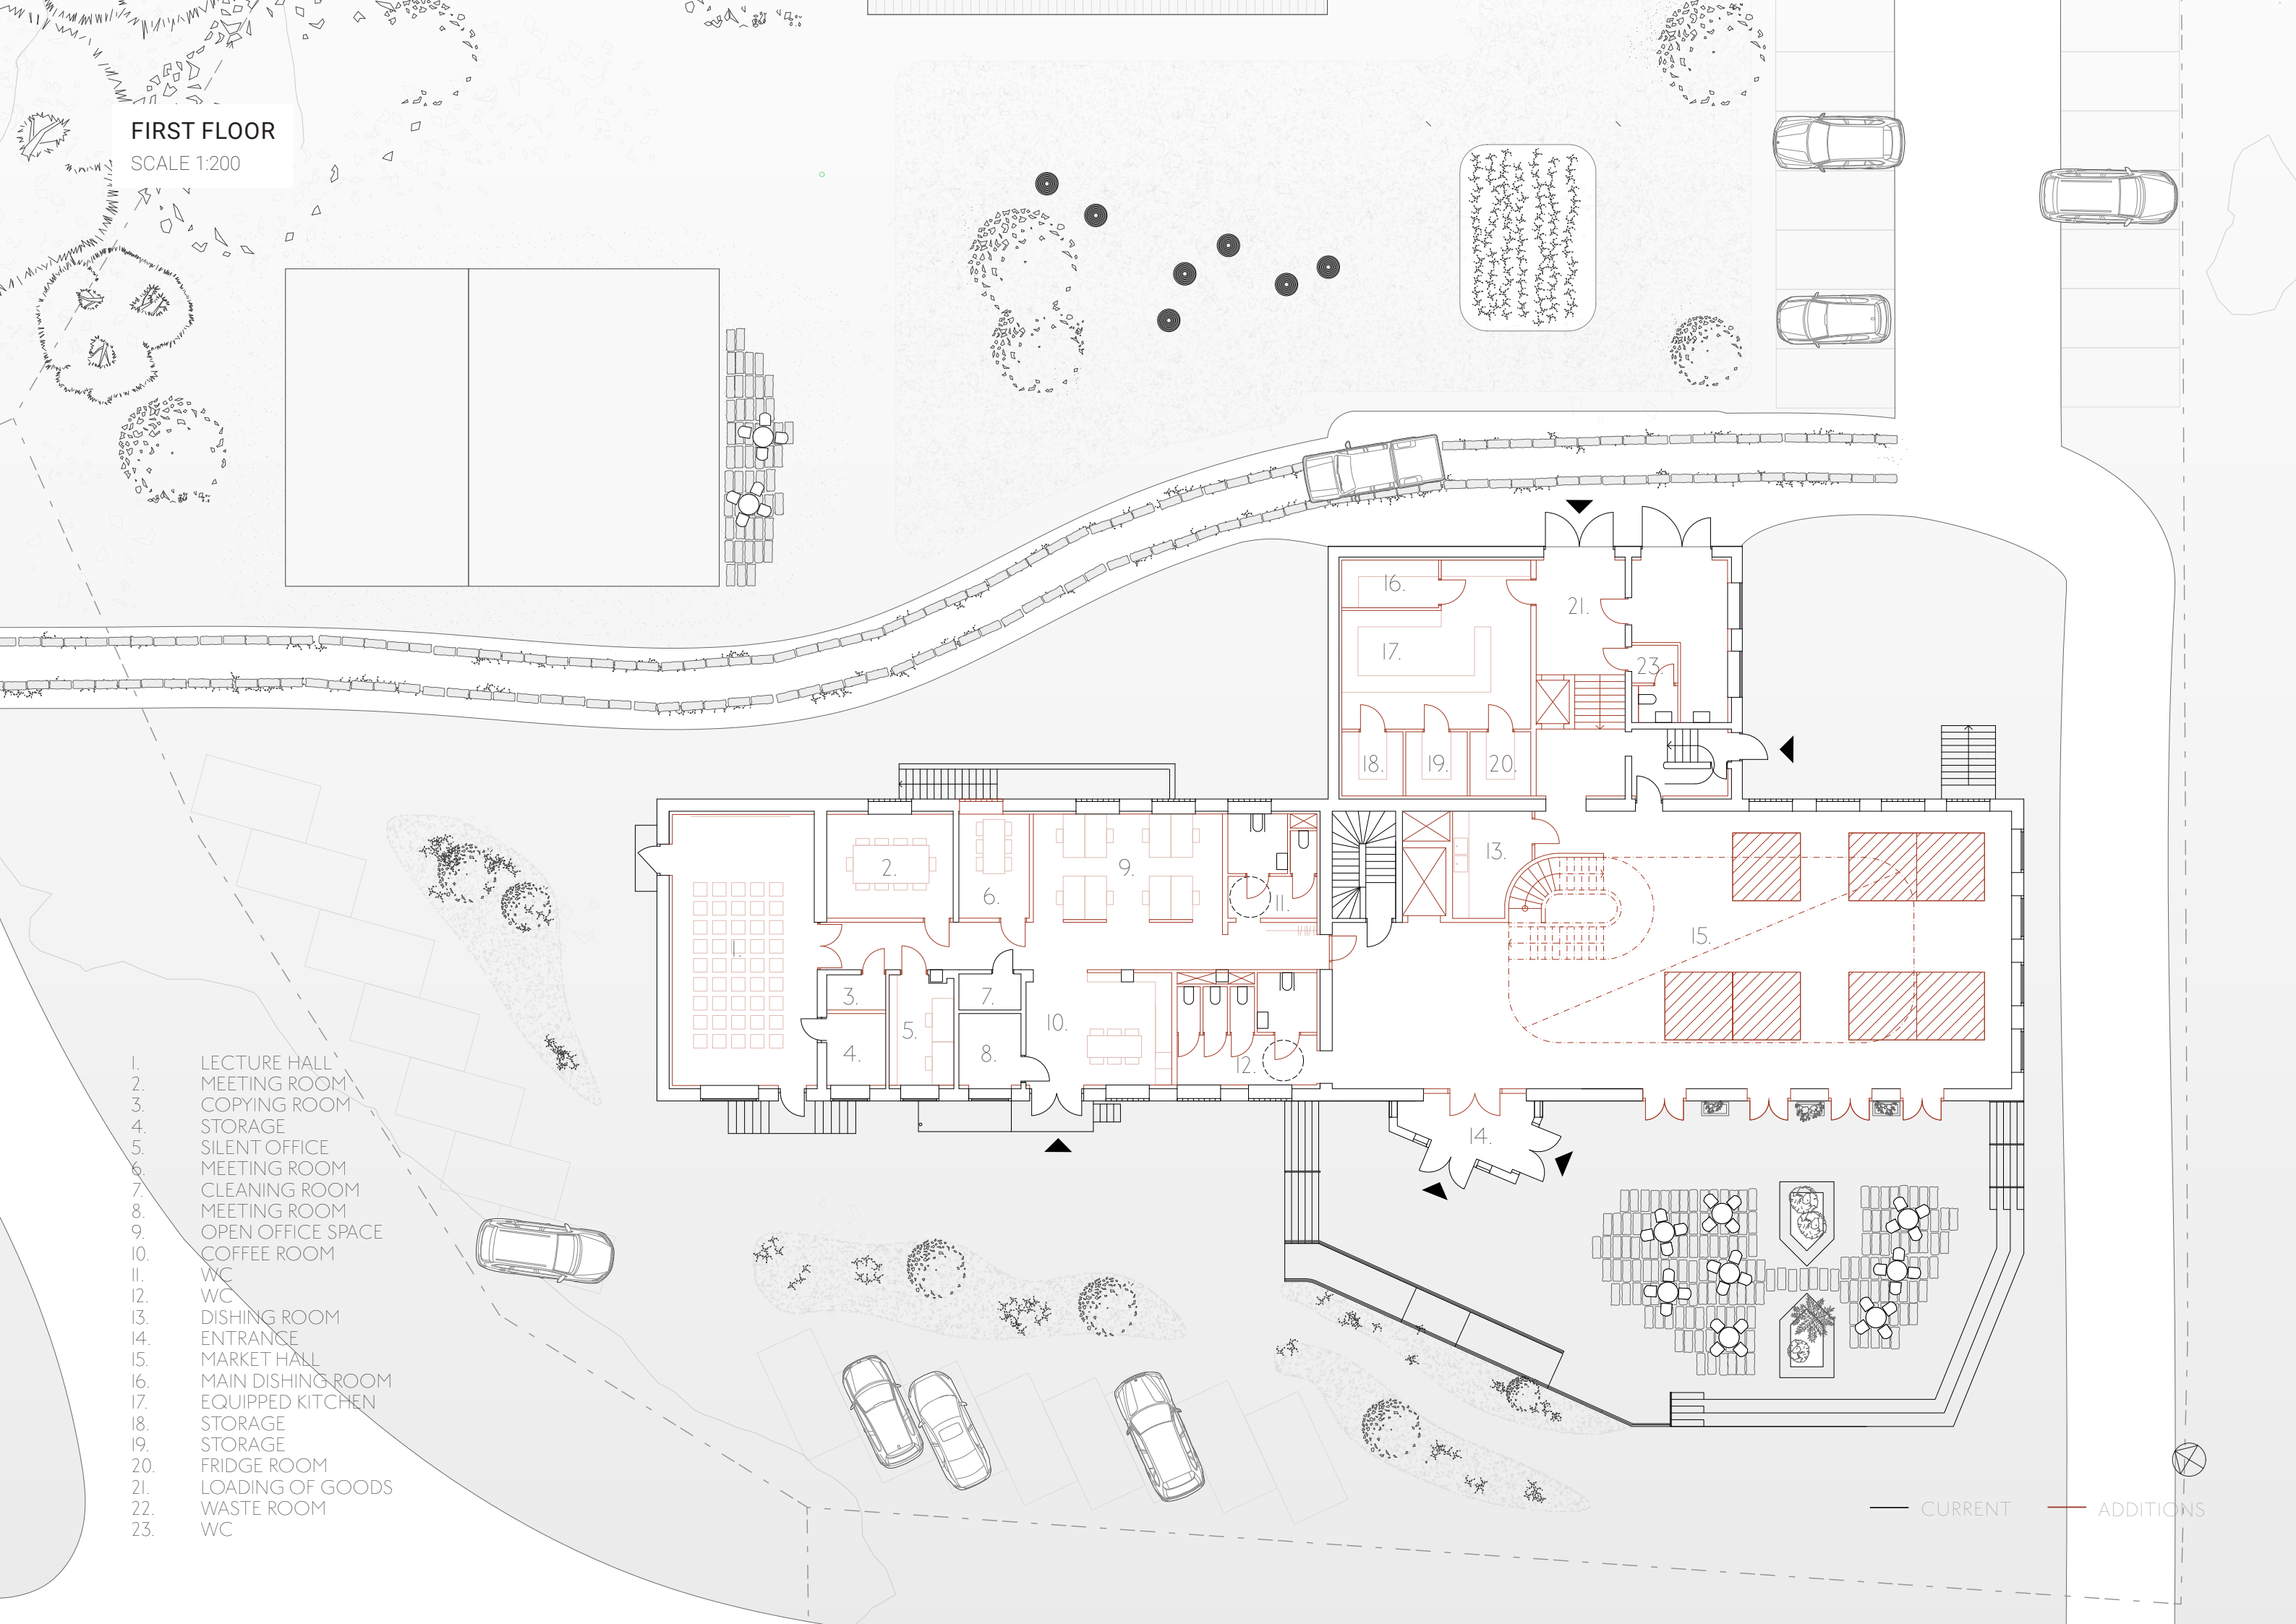 FIRST FLOOR
SCALE 1:200
16.
21.
17.
23.
18.
19.
20.
2.
6.
9.
11.
13.
15.
1.
3.
7.
5.
10.
4.
8.
12.
14.
1. LECTURE HALL
2. MEETING ROOM
3. COPYING ROOM
4. STORAGE
5. SILENT OFFICE
6. MEETING ROOM
7. CLEANING ROOM
8. MEETING ROOM
9. OPEN OFFICE SPACE
10. COFFEE ROOM
11. WC
12. WC
13. DISHING ROOM
14. ENTRANCE
15. MARKET HALL
16. MAIN DISHING ROOM
17. EQUIPPED KITCHEN
18. STORAGE
19. STORAGE
20. FRIDGE ROOM
21. LOADING OF GOODS
22. WASTE ROOM
23. WC
CURRENT
ADDITIONS